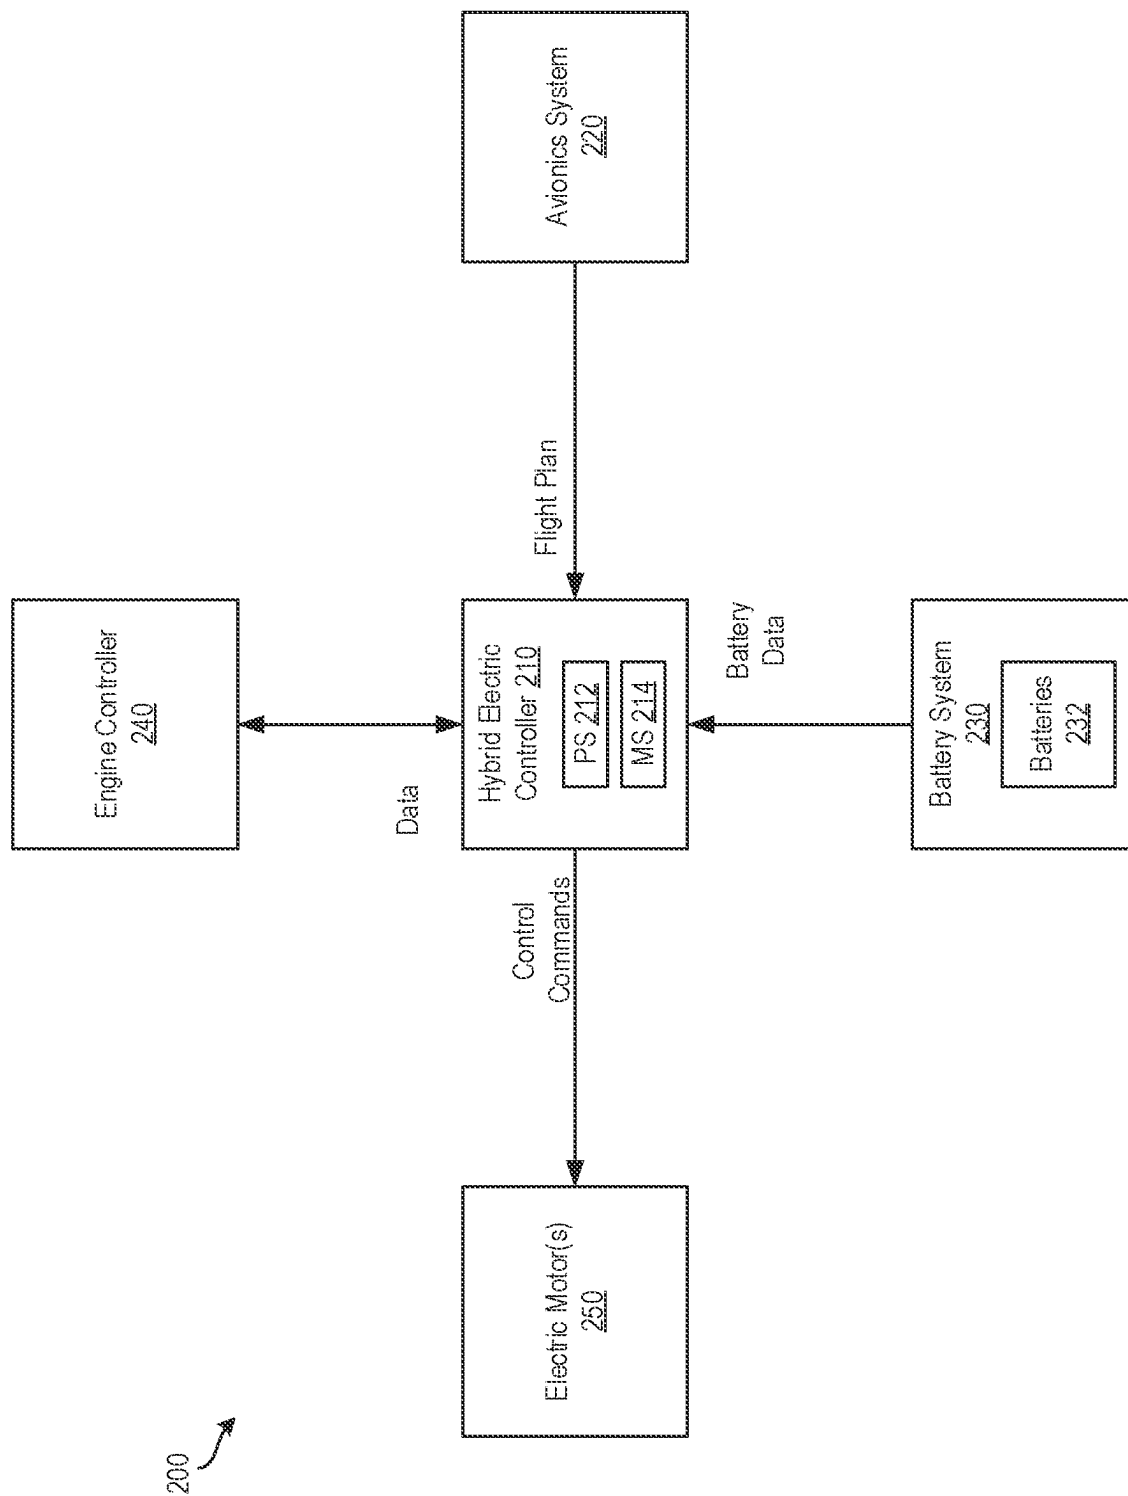 200
Engine Controller
240
Data
Electric Motor(s)
250
Control
Commands
Hybrid Electric
Controller 210
PS 212
MS 214
Flight Plan
Avionics System
220
Battery
Data
Battery System
230
Batteries
232